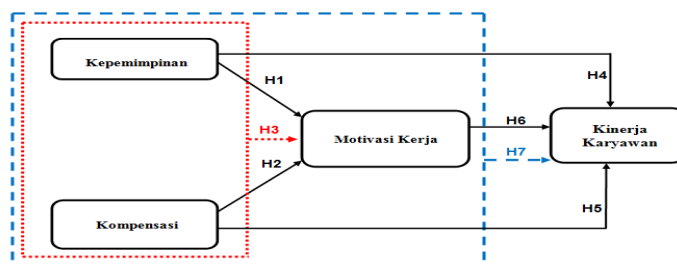 Kepemimpinan
H1
H4
H3
Motivasi Kerja
H6
Kinerja
Karyawan
H7
H2
Kompensasi
H5